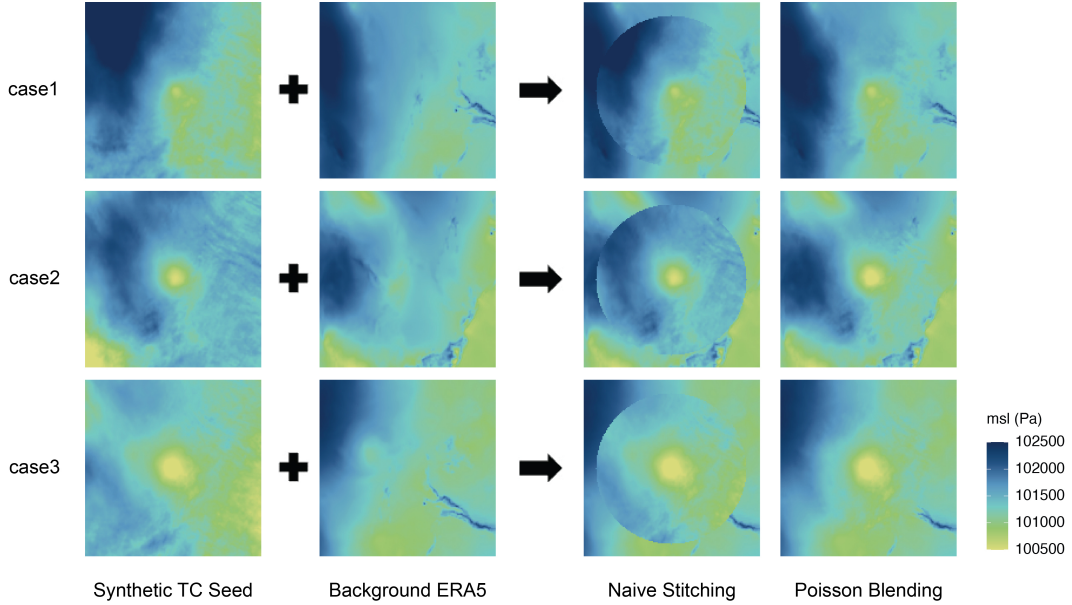 case1
case2
case3
msl (Pa)
102500
102000
101500
101000
100500
Synthetic TC Seed
Background ERA5
Naive Stitching
Poisson Blending